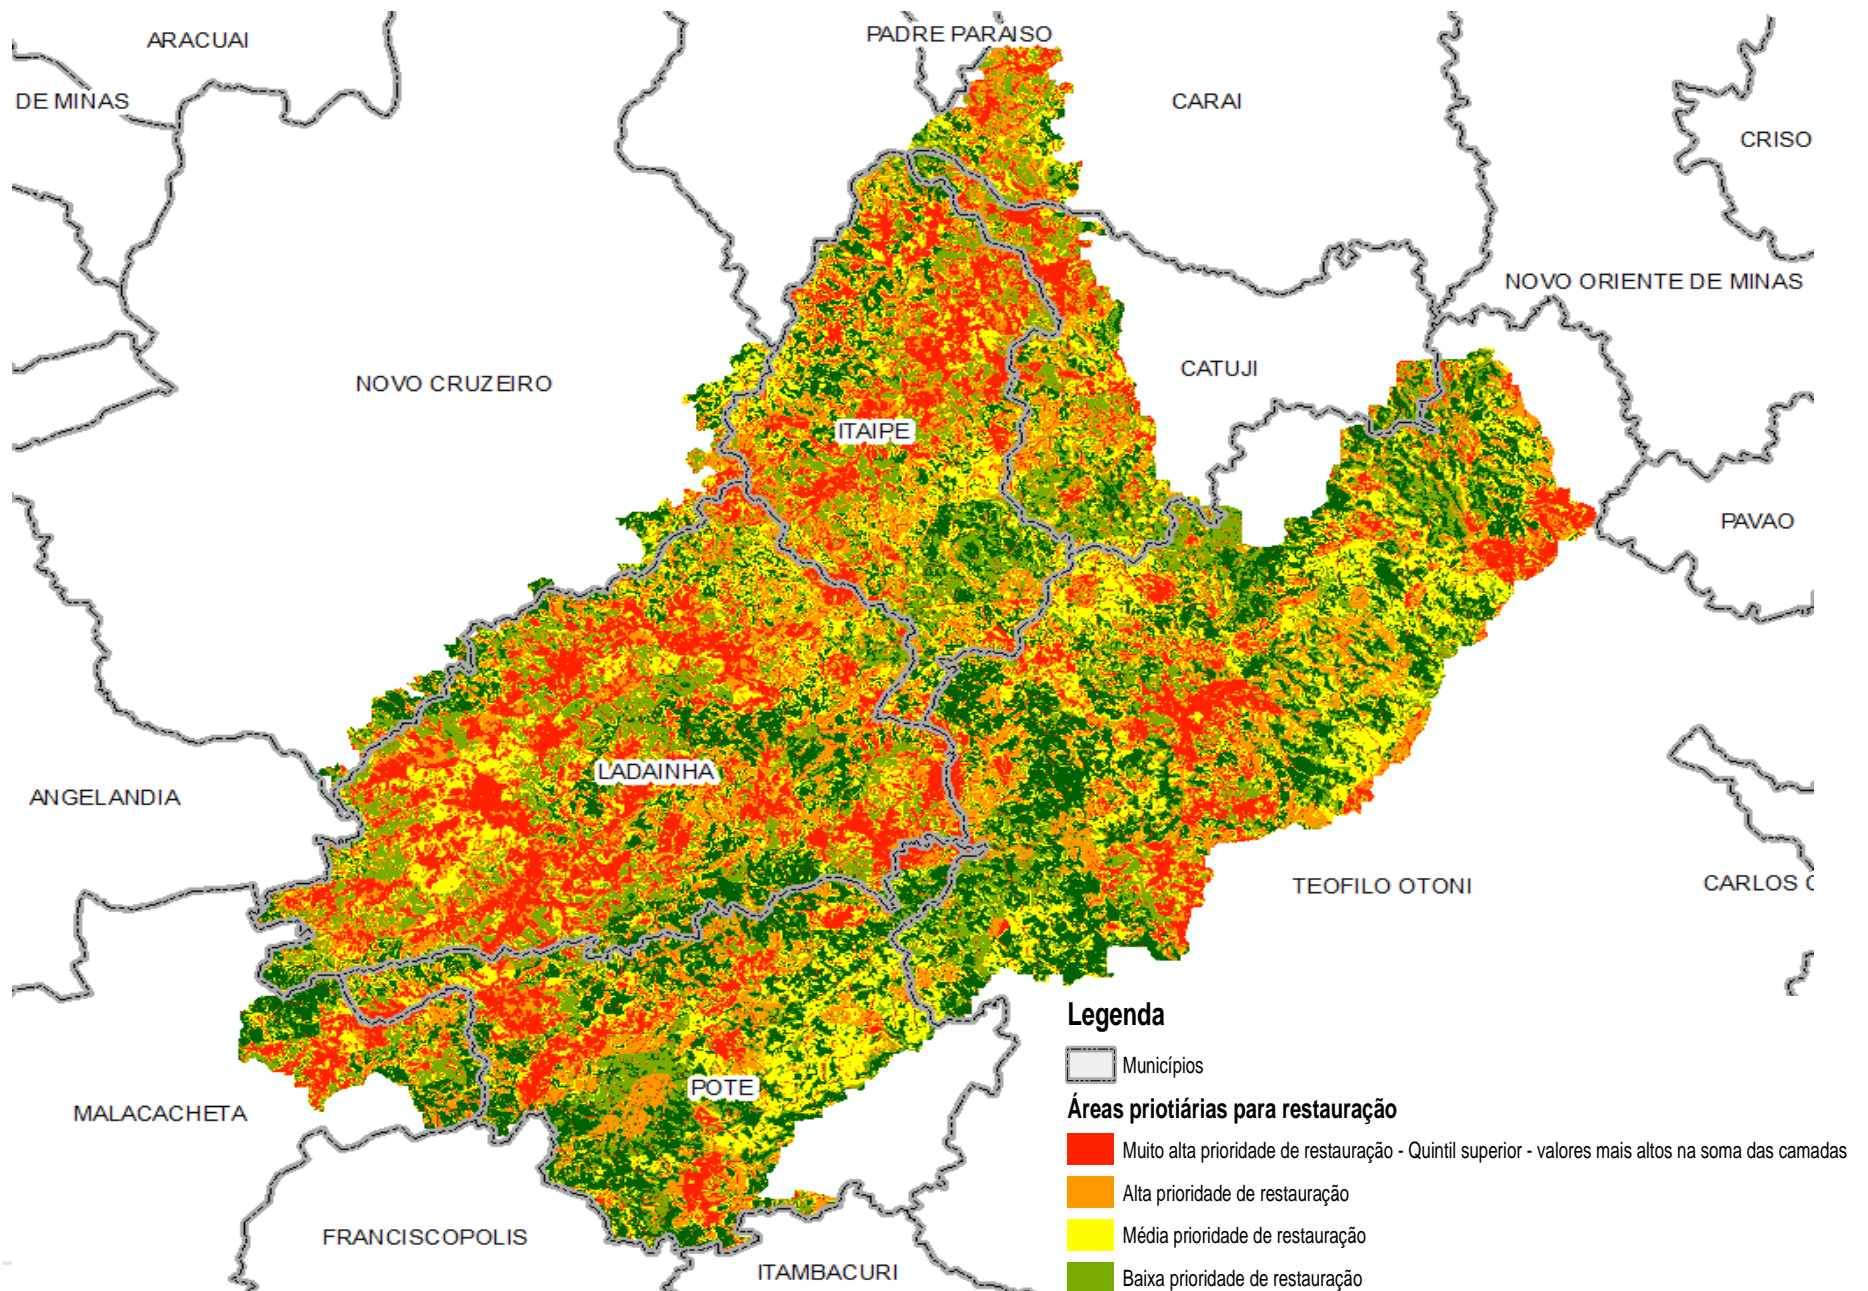 ARACUAI
PADRE PARAISO
DE MINAS
CARAI
CRISO
NOVO ORIENTE DE MINAS
NOVO CRUZEIRO
CATUJI
ITAIPE
PAVAO
LADAINHA
ANGELANDIA
TEOFILO OTONI
CARLOS
POTE
MALACACHETA
FRANCISCOPOLIS
ITAMBACURI
Legenda
Municípios
Áreas priotiárias para restauração
Muito alta prioridade de restauração - Quintil superior - valores mais altos na soma das camadas
Alta prioridade de restauração
Média prioridade de restauração
Baixa prioridade de restauração